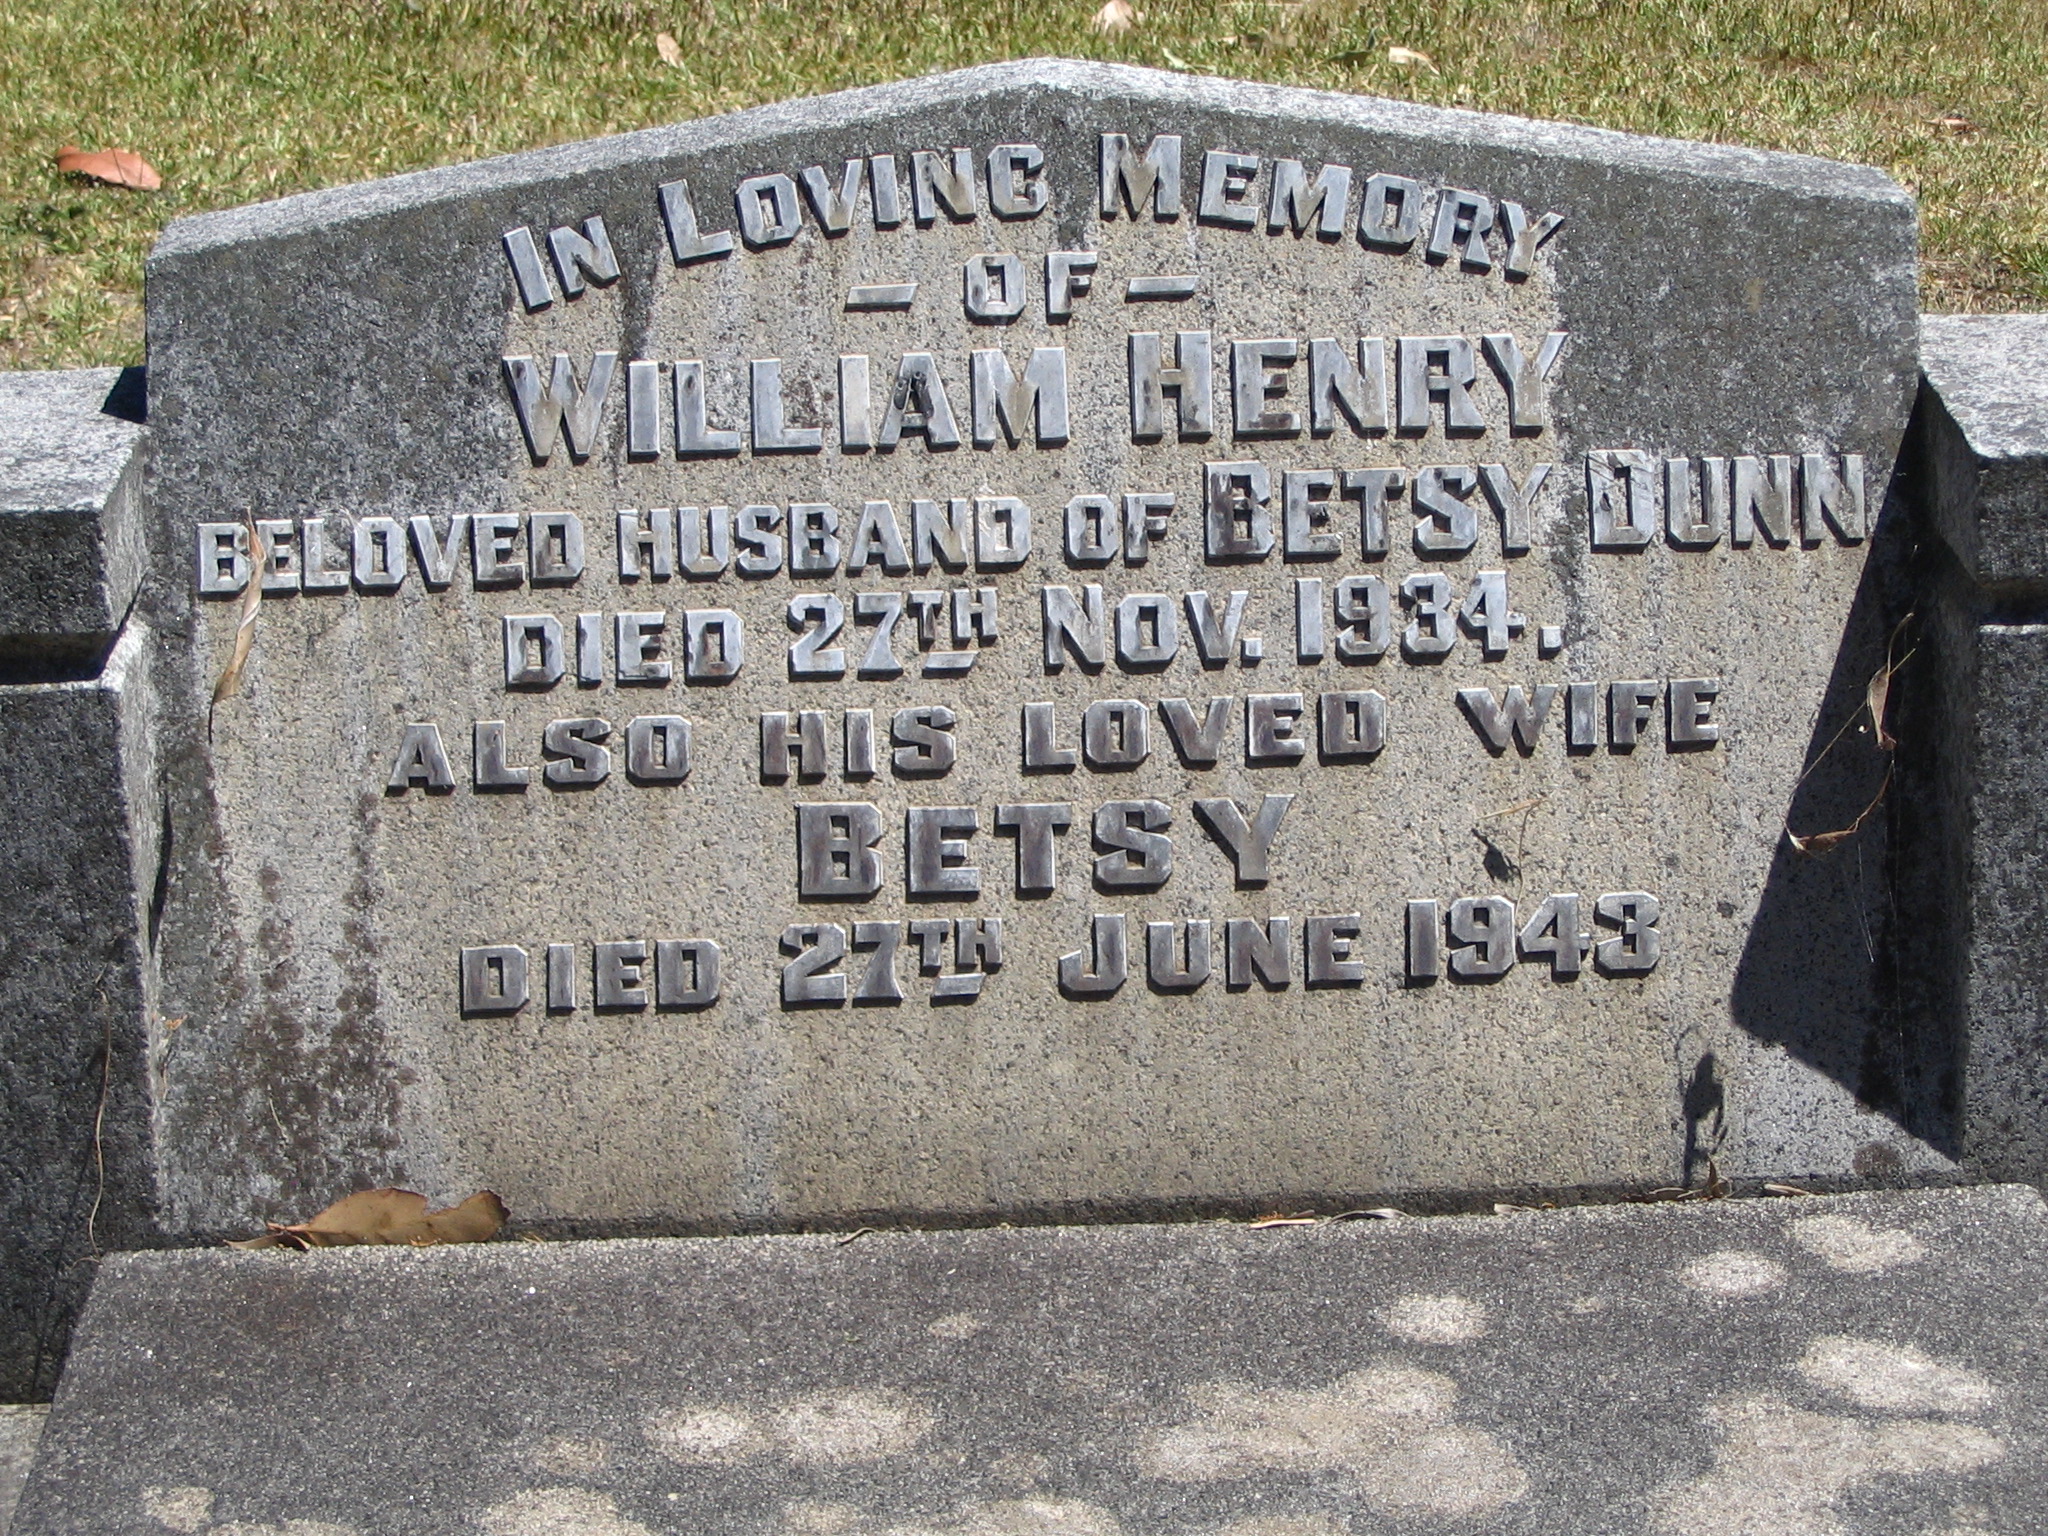 IN LOVING MEMORY
- OF -
WILLIAM HENRY
BELOVED HUSBAND OF BETSY DUNN
DIED 27TH NOV. 1934.
ALSO HIS LOVED WIFE
BETSY
DIED 27TH JUNE 1943